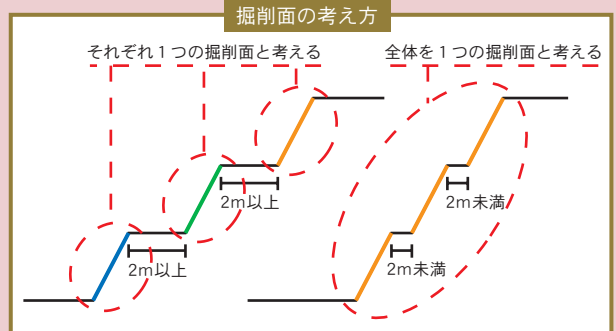 掘削面の考え方
それぞれ1つの掘削面と考える
全体を1つの掘削面と考える
2m以上
2m未満
2m以上
2m未満